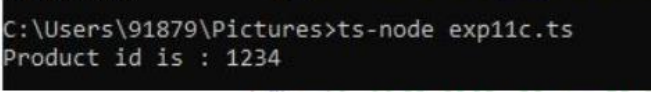 C:\Users\91879\Pictures>ts-node exp11c.ts
Product id is : 1234